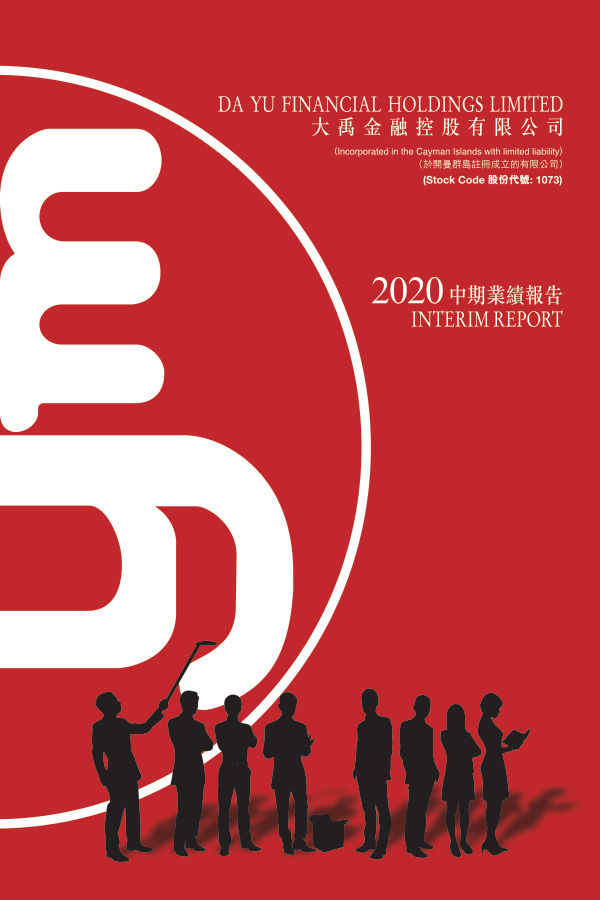 DA YU FINANCIAL HOLDINGS LIMITED
大禹金融控股有限公司
(Incorporated in the Cayman Islands with limited liability)
(於開曼群島註冊成立的有限公司)
(Stock Code 股份代號: 1073)
2020 中期業績報告
INTERIM REPORT